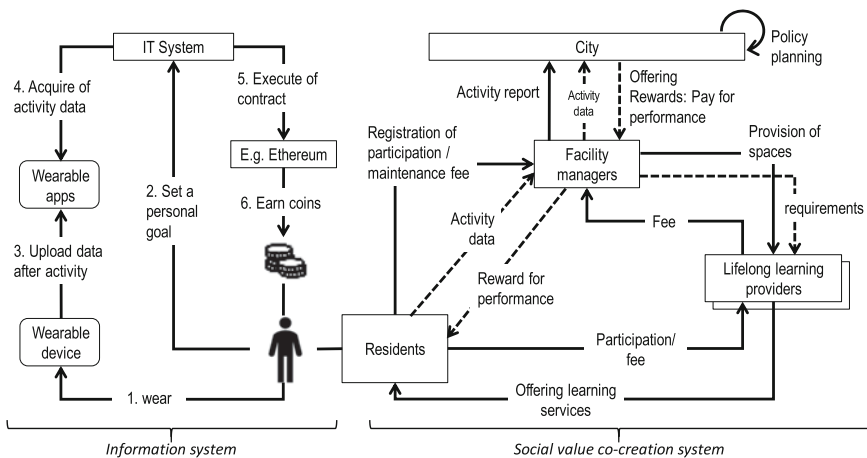 IT System
4. Acquire of
activity data
5. Execute of
contract
E.g. Ethereum
Wearable
apps
2. Set a
personal
goal
6. Earn coins
3. Upload data
after activity
Wearable
device
1. wear
Information system
City
Policy
planning
Activity report
Activity
data
Offering
Rewards: Pay for
performance
Registration of
participation /
maintenance fee
Facility
managers
Provision of
spaces
requirements
Activity
data
Fee
Reward for
performance
Lifelong learning
providers
Residents
Participation/
fee
Offering learning
services
Social value co-creation system